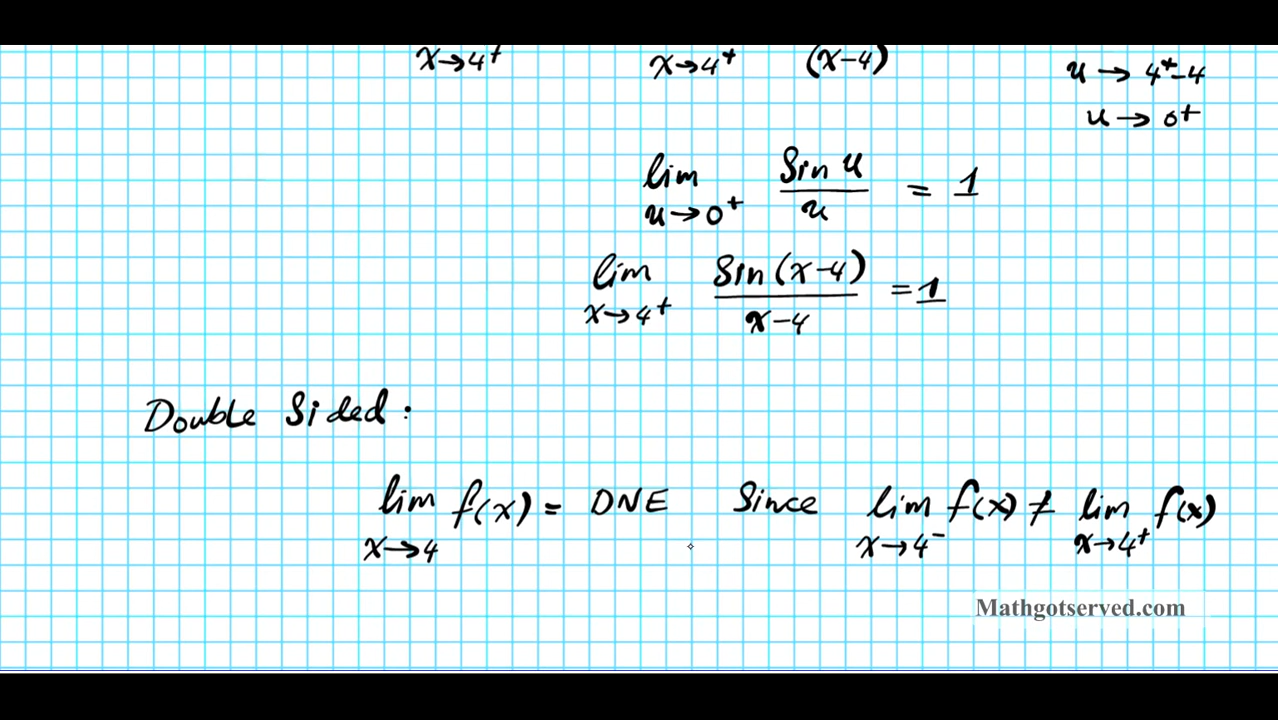 x→4⁺ x→4⁺ (x-4) u → 4⁺-4
u → 0⁺
lim sin u / u = 1
u→0⁺
lim sin(x-4) / x-4 = 1
x→4⁺
Double Sided:
lim f(x) = DNE Since lim f(x) ≠ lim f(x)
x→4 x→4⁻ x→4⁺
Mathgotserved.com